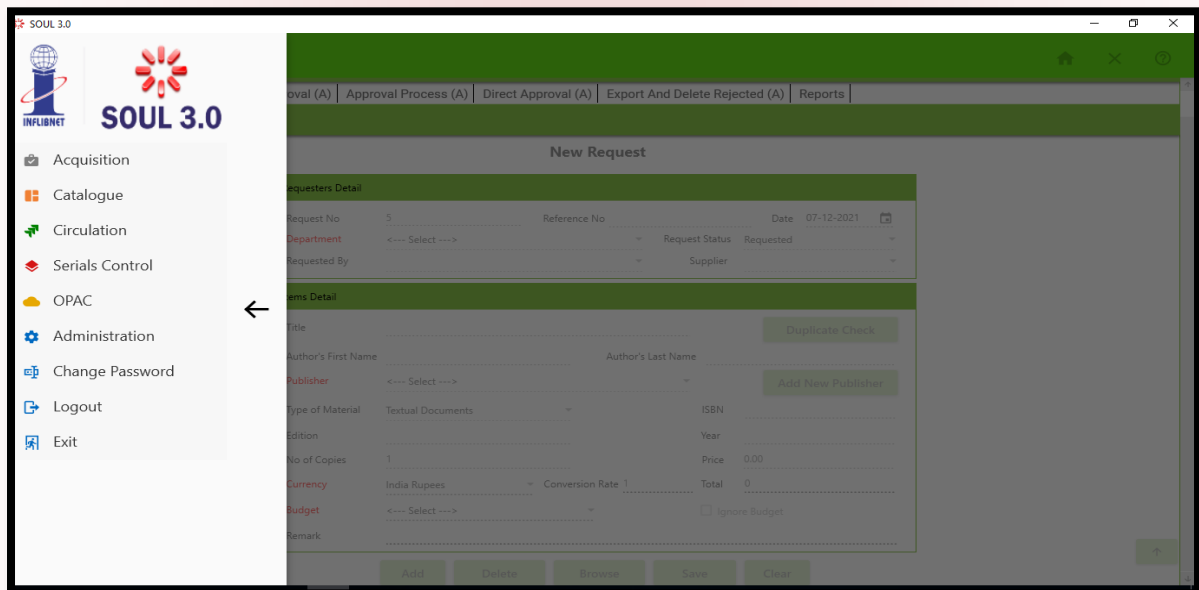 SOUL 3.0
INFLIBNET
SOUL 3.0
Acquisition
Catalogue
Circulation
Serials Control
OPAC
Administration
Change Password
Logout
Exit
oval (A) Approval Process (A) Direct Approval (A) Export And Delete Rejected (A) Reports
New Request
equesters Detail
Request No 5 Reference No Date 07-12-2021
Department <--- Select ---> Request Status Requested
Requested By Supplier
tems Detail
Title Duplicate Check
Author's First Name Author's Last Name
Publisher <--- Select ---> Add New Publisher
Type of Material Textual Documents ISBN
Edition Year
No of Copies 1 Price 0.00
Currency India Rupees Conversion Rate 1 Total 0
Budget <--- Select ---> Ignore Budget
Remark
Add Delete Browse Save Clear